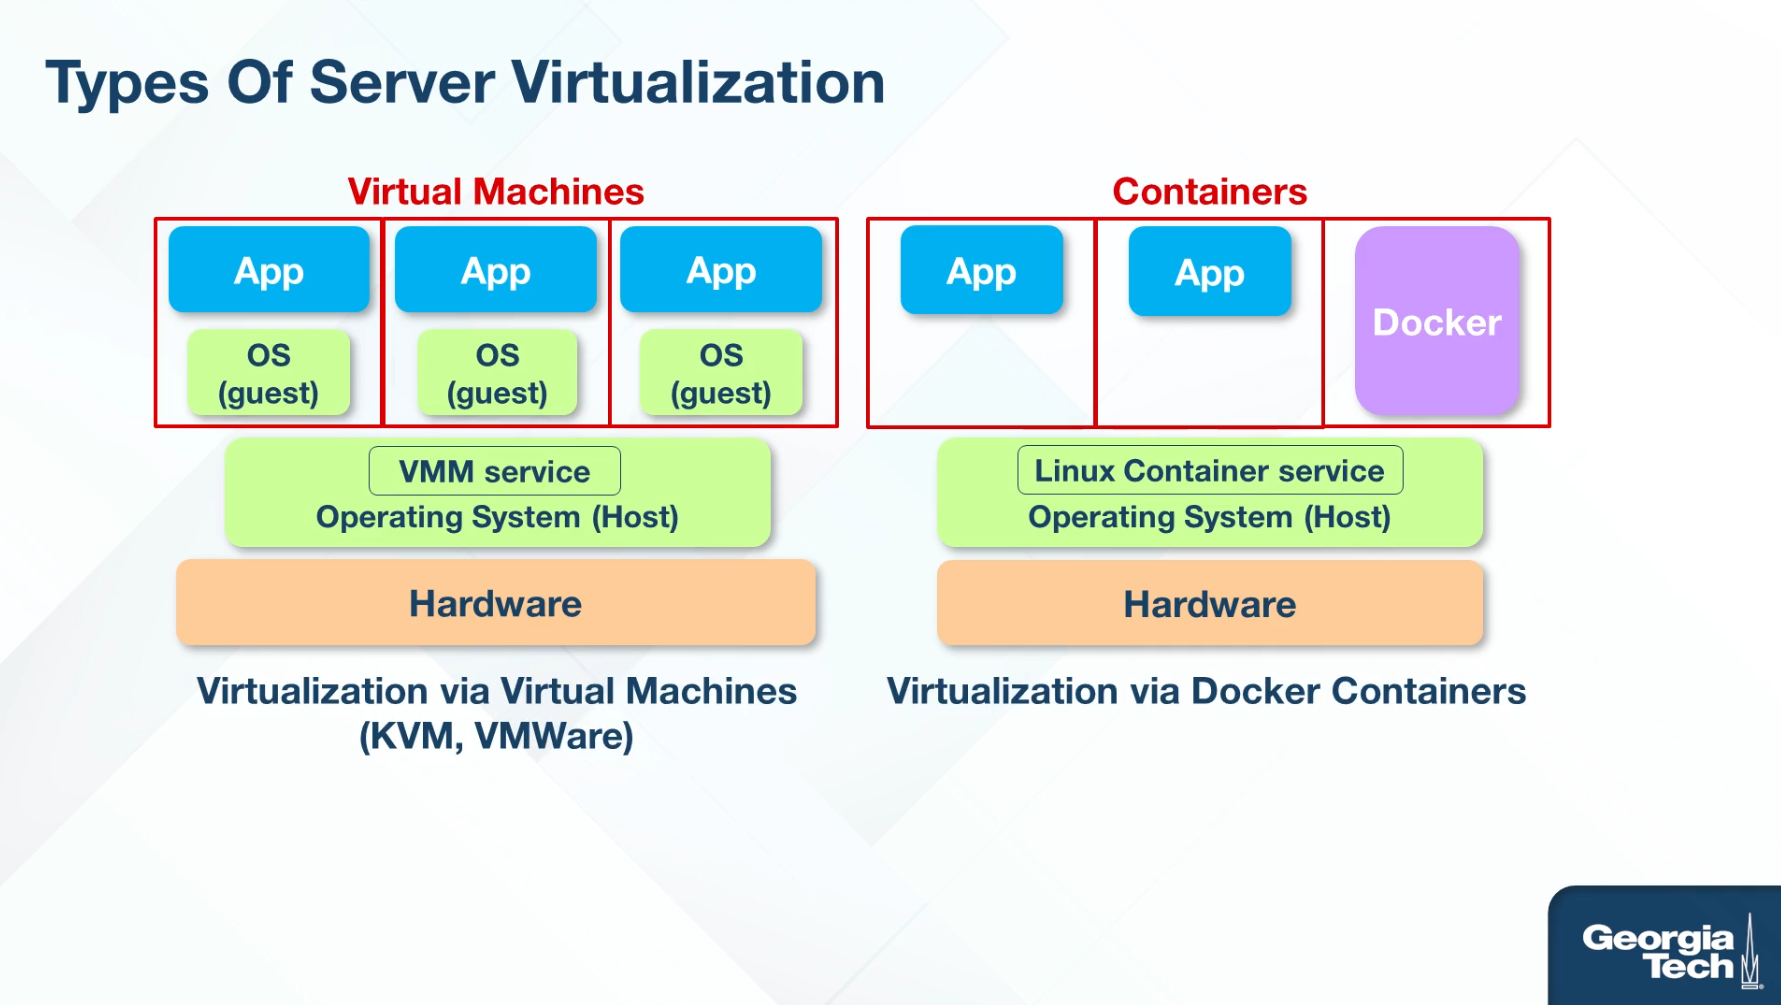 Types Of Server Virtualization
Virtual Machines
App
App
App
OS
(guest)
OS
(guest)
OS
(guest)
VMM service
Operating System (Host)
Hardware
Virtualization via Virtual Machines
(KVM, VMWare)
Containers
App
App
Docker
Linux Container service
Operating System (Host)
Hardware
Virtualization via Docker Containers
Georgia
Tech